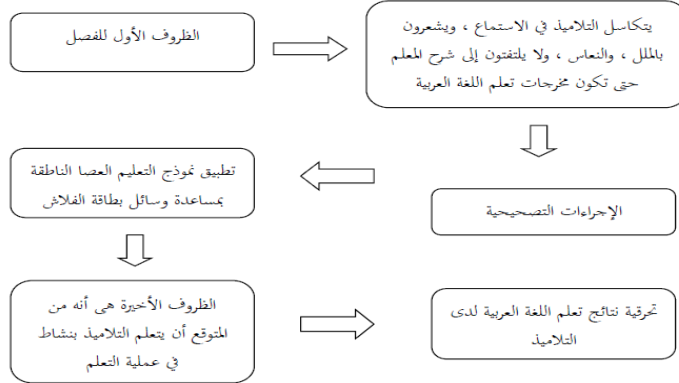 الظروف الأول للفصل
يتكاسل التلاميذ في الاستماع ، ويشعرون
بالملل ، والنعاس ، ولا يلتفتون إلى شرح المعلم
حتى تكون مخرجات تعلم اللغة العربية
الإجراءات التصحيحية
تطبيق نموذج التعليم العصا الناطقة
بمساعدة وسائل بطاقة الفلاش
الظروف الأخيرة هى أنه من
المتوقع أن يتعلم التلاميذ بنشاط
في عملية التعلم
تحرقية نتائج تعلم اللغة العربية لدى
التلاميذ